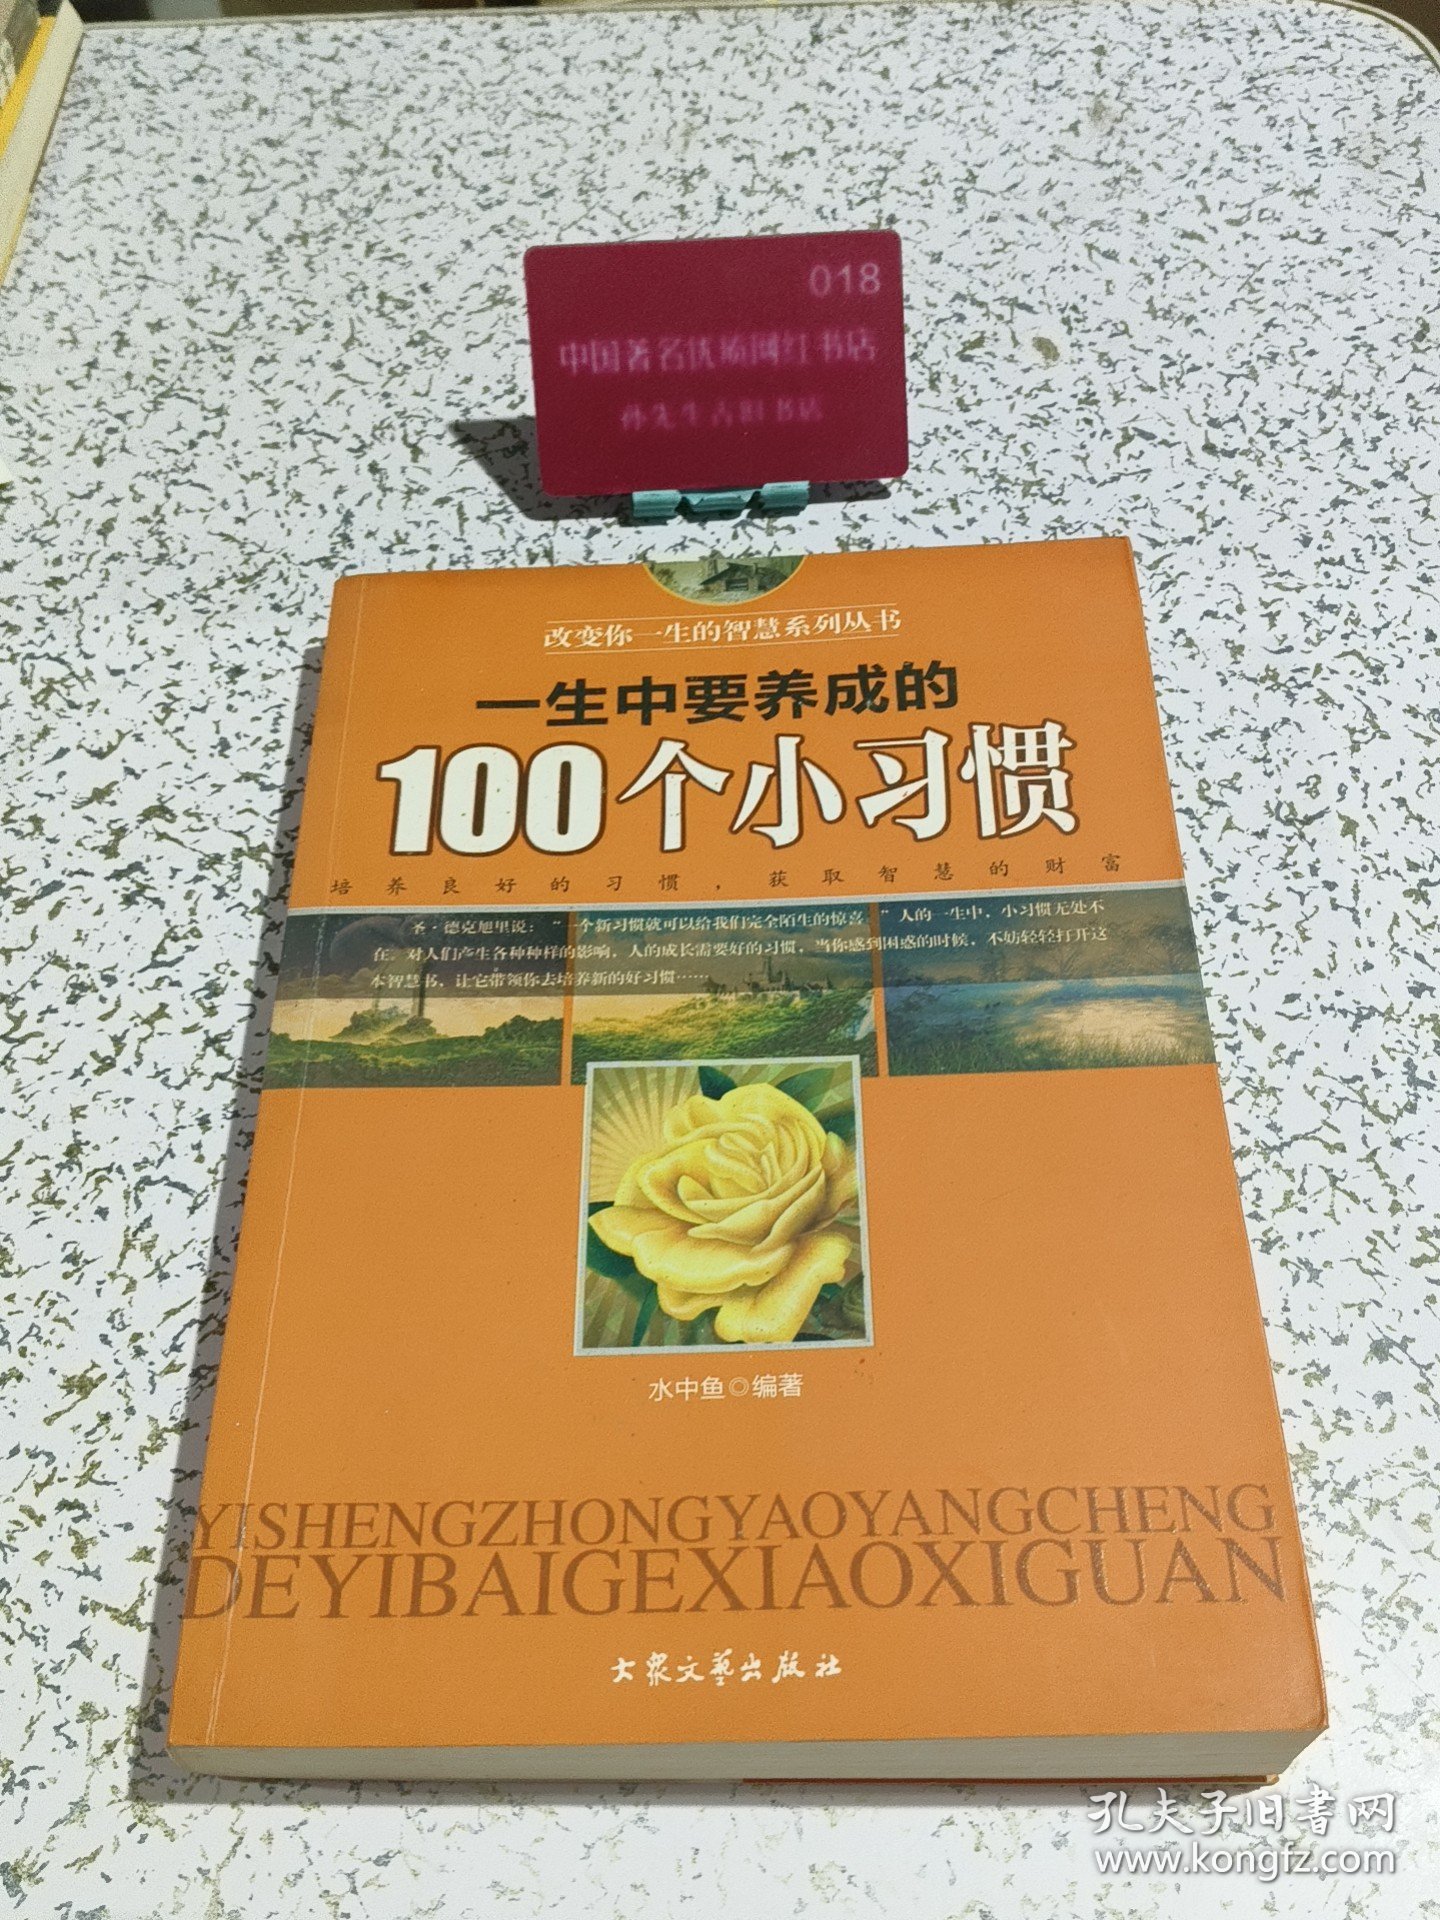 018
中国著名优质网红书店
孙先生古旧书店
改变你一生的智慧系列丛书
一生中要养成的
100个小习惯
培养良好的习惯，获取智慧的财富
圣·德克旭里说：“一个新习惯就可以给我们完全陌生的惊喜。”人的一生中，小习惯无处不
在，对人们产生各种种样的影响，人的成长需要好的习惯，当你感到困惑的时候，不妨轻轻打开这
本智慧书，让它带领你去培养新的好习惯……
水中鱼◎编著
YISHENGZHONGYAOYANGCHENG
DEYIBAIGEXIAOXIGUAN
大眾文藝出版社
孔夫子旧書网
www.kongfz.com